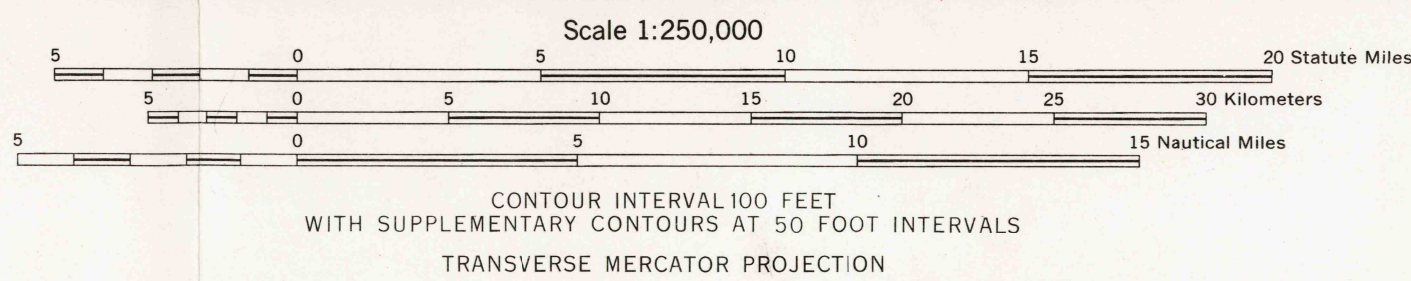 Scale 1:250,000
5 0 5 10 15 20 Statute Miles
5 0 5 10 15 20 25 30 Kilometers
5 0 5 10 15 Nautical Miles
CONTOUR INTERVAL 100 FEET
WITH SUPPLEMENTARY CONTOURS AT 50 FOOT INTERVALS
TRANSVERSE MERCATOR PROJECTION